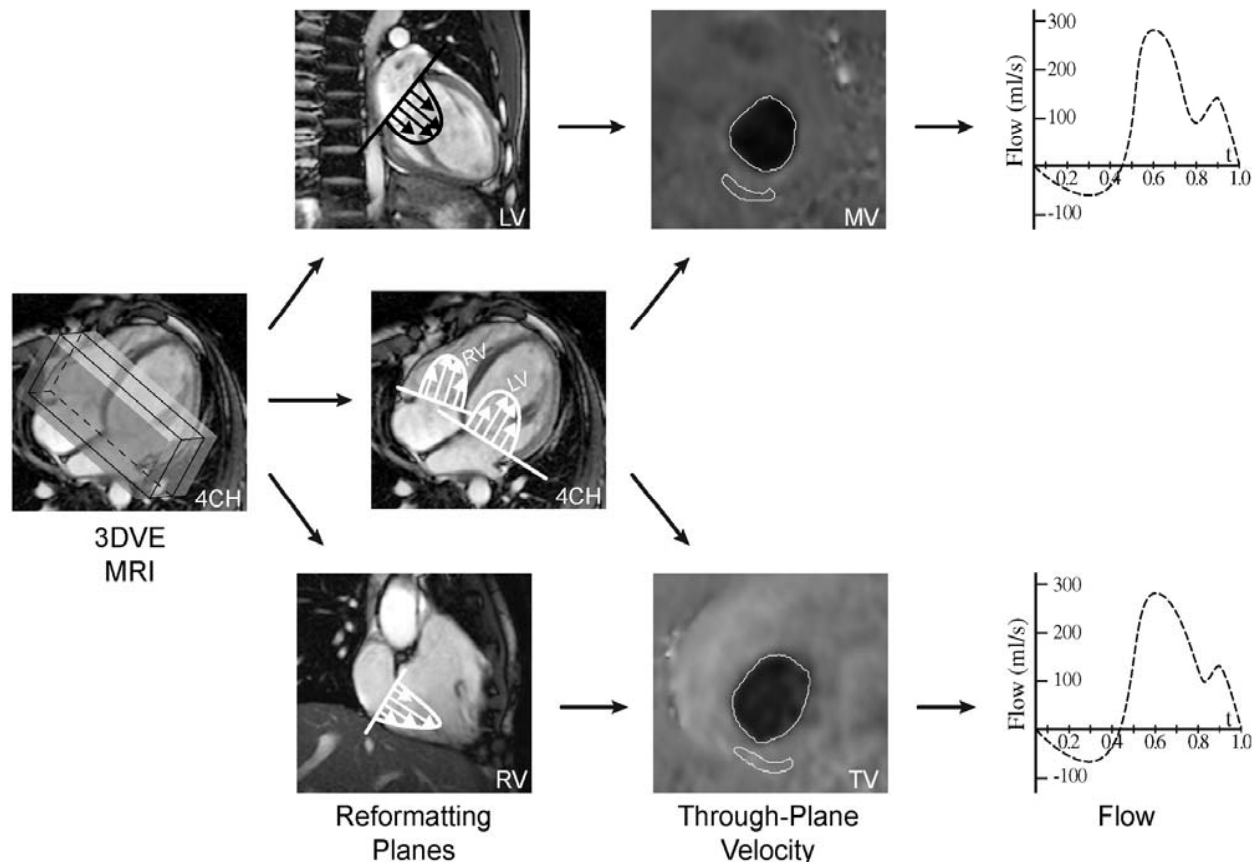 LV
MV
Flow (ml/s)
300
200
100
-100
0.2
0.4
0.6
0.8
1.0
t
4CH
3DVE
MRI
RV
LV
4CH
RV
TV
Flow (ml/s)
300
200
100
-100
0.2
0.4
0.6
0.8
1.0
t
Reformatting
Planes
Through-Plane
Velocity
Flow